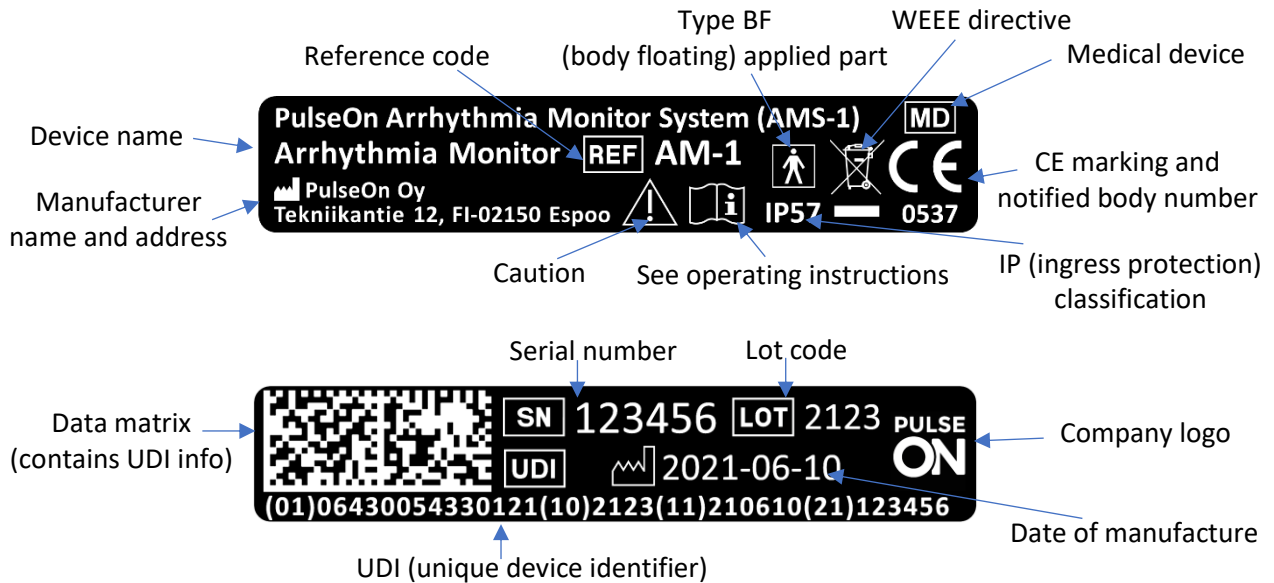 Type BF
(body floating) applied part
WEEE directive
Reference code
Medical device
Device name
PulseOn Arrhythmia Monitor System (AMS-1) MD
Arrhythmia Monitor REF AM-1
CE
CE marking and
notified body number
Manufacturer
name and address
PulseOn Oy
Tekniikantie 12, FI-02150 Espoo
IP57
0537
Caution
See operating instructions
IP (ingress protection)
classification
Serial number
Lot code
Data matrix
(contains UDI info)
SN 123456 LOT 2123
UDI 2021-06-10
PULSE
ON
Company logo
(01)06430054330121(10)2123(11)210610(21)123456
Date of manufacture
UDI (unique device identifier)